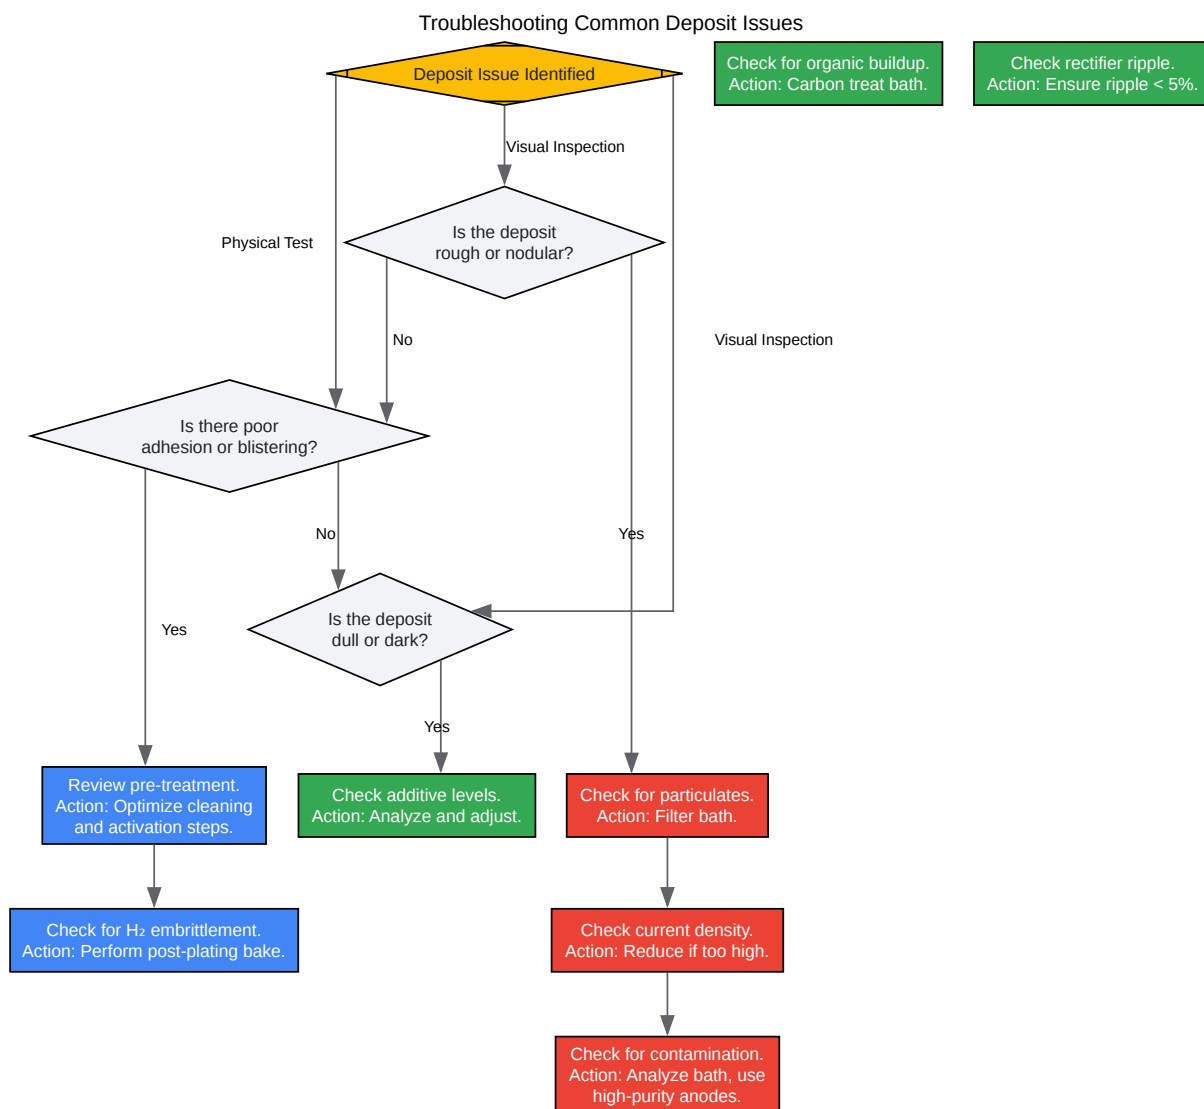 Troubleshooting Common Deposit Issues
Deposit Issue Identified
Check for organic buildup.
Action: Carbon treat bath.
Check rectifier ripple.
Action: Ensure ripple < 5%.
Visual Inspection
Physical Test
Is the deposit
rough or nodular?
No
Visual Inspection
Is there poor
adhesion or blistering?
No
Yes
Is the deposit
dull or dark?
Yes
Yes
Review pre-treatment.
Action: Optimize cleaning
and activation steps.
Check additive levels.
Action: Analyze and adjust.
Check for particulates.
Action: Filter bath.
Check for H₂ embrittlement.
Action: Perform post-plating bake.
Check current density.
Action: Reduce if too high.
Check for contamination.
Action: Analyze bath, use
high-purity anodes.